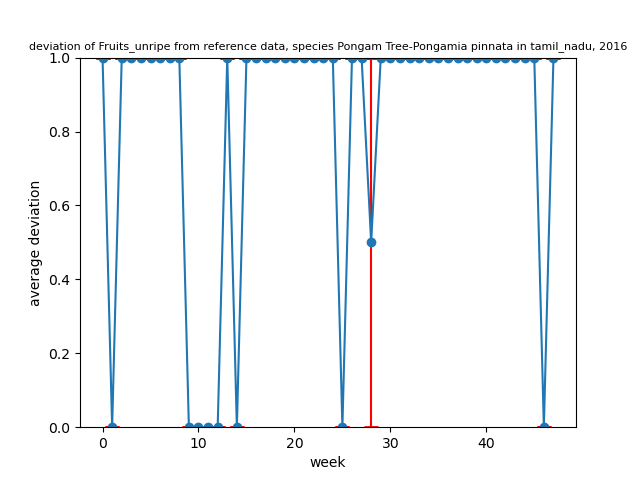 deviation of Fruits_unripe from reference data, species Pongam Tree-Pongamia pinnata in tamil_nadu, 2016
1.0
0.8
0.6
0.4
0.2
0.0
average deviation
0 10 20 30 40
week